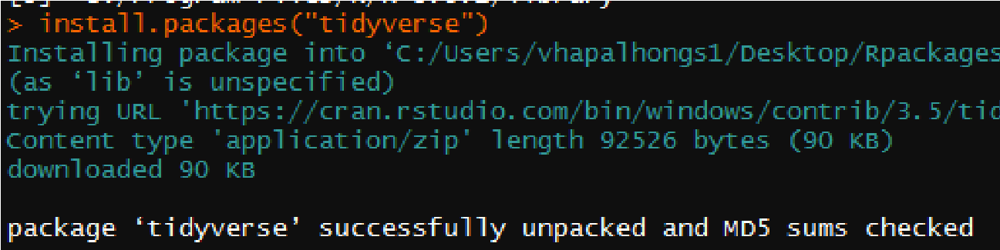 > install.packages("tidyverse")
Installing package into ‘C:/Users/vhapalhongs1/Desktop/Rpackages
(as ‘lib’ is unspecified)
trying URL 'https://cran.rstudio.com/bin/windows/contrib/3.5/tid
Content type 'application/zip' length 92526 bytes (90 KB)
downloaded 90 KB
package ‘tidyverse’ successfully unpacked and MD5 sums checked